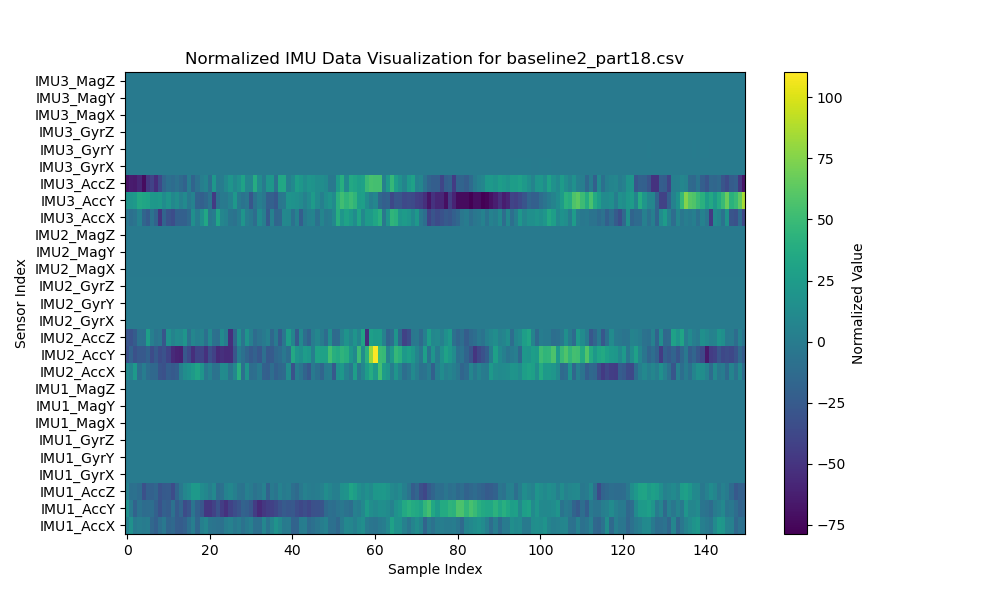 Normalized IMU Data Visualization for baseline2_part18.csv
IMU3_MagZ
IMU3_MagY
IMU3_MagX
IMU3_GyrZ
IMU3_GyrY
IMU3_GyrX
IMU3_AccZ
IMU3_AccY
IMU3_AccX
IMU2_MagZ
IMU2_MagY
IMU2_MagX
IMU2_GyrZ
IMU2_GyrY
IMU2_GyrX
IMU2_AccZ
IMU2_AccY
IMU2_AccX
IMU1_MagZ
IMU1_MagY
IMU1_MagX
IMU1_GyrZ
IMU1_GyrY
IMU1_GyrX
IMU1_AccZ
IMU1_AccY
IMU1_AccX
Sensor Index
0 20 40 60 80 100 120 140
Sample Index
100
75
50
25
0
−25
−50
−75
Normalized Value